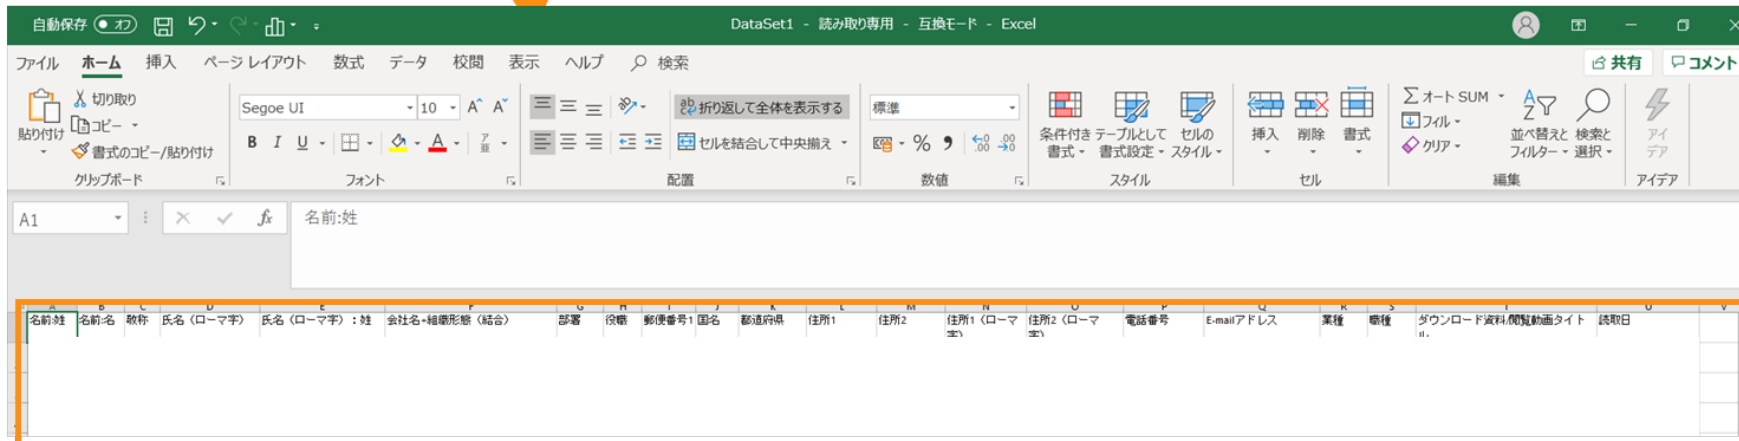 自動保存 オフ DataSet1 - 読み取り専用 - 互換モード - Excel
ファイル ホーム 挿入 ページ レイアウト 数式 データ 校閲 表示 ヘルプ 検索 共有 コメント
貼り付け 切り取り コピー 書式のコピー/貼り付け
クリップボード
Segoe UI 10 A A
B I U A ア亜
フォント
折り返して全体を表示する
セルを結合して中央揃え
配置
標準
% 9 .00 .00
数値
条件付き書式 テーブルとして書式設定 セルのスタイル
スタイル
挿入 削除 書式
セル
Σ オート SUM
フィル
クリア
並べ替えと フィルター 検索と 選択
編集
アイデア
アイデア
A1 fx 名前:姓
A B C D E F G H I J K L M N O P Q R S T U V
名前:姓 名前:名 敬称 氏名（ローマ字） 氏名（ローマ字）：姓 会社名+組織形態（結合） 部署 役職 郵便番号1 国名 都道府県 住所1 住所2 住所1（ローマ字） 住所2（ローマ字） 電話番号 E-mailアドレス 業種 職種 ダウンロード資料/閲覧動画タイトル 読取日